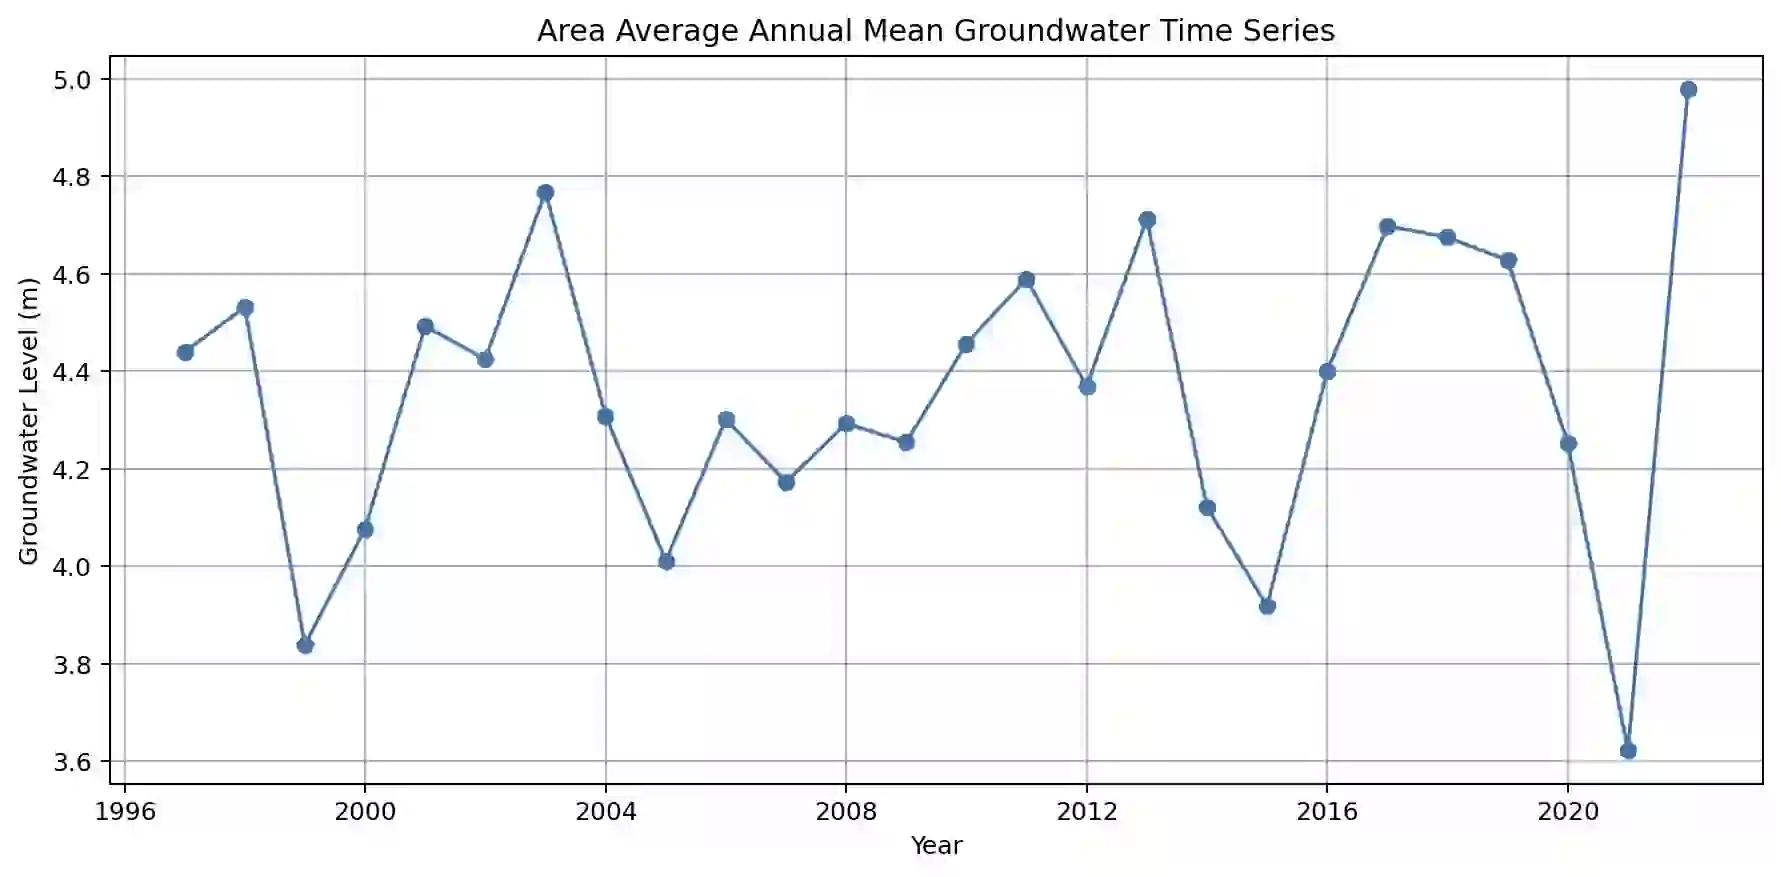 Area Average Annual Mean Groundwater Time Series
Groundwater Level (m)
5.0
4.8
4.6
4.4
4.2
4.0
3.8
3.6
1996 2000 2004 2008 2012 2016 2020
Year